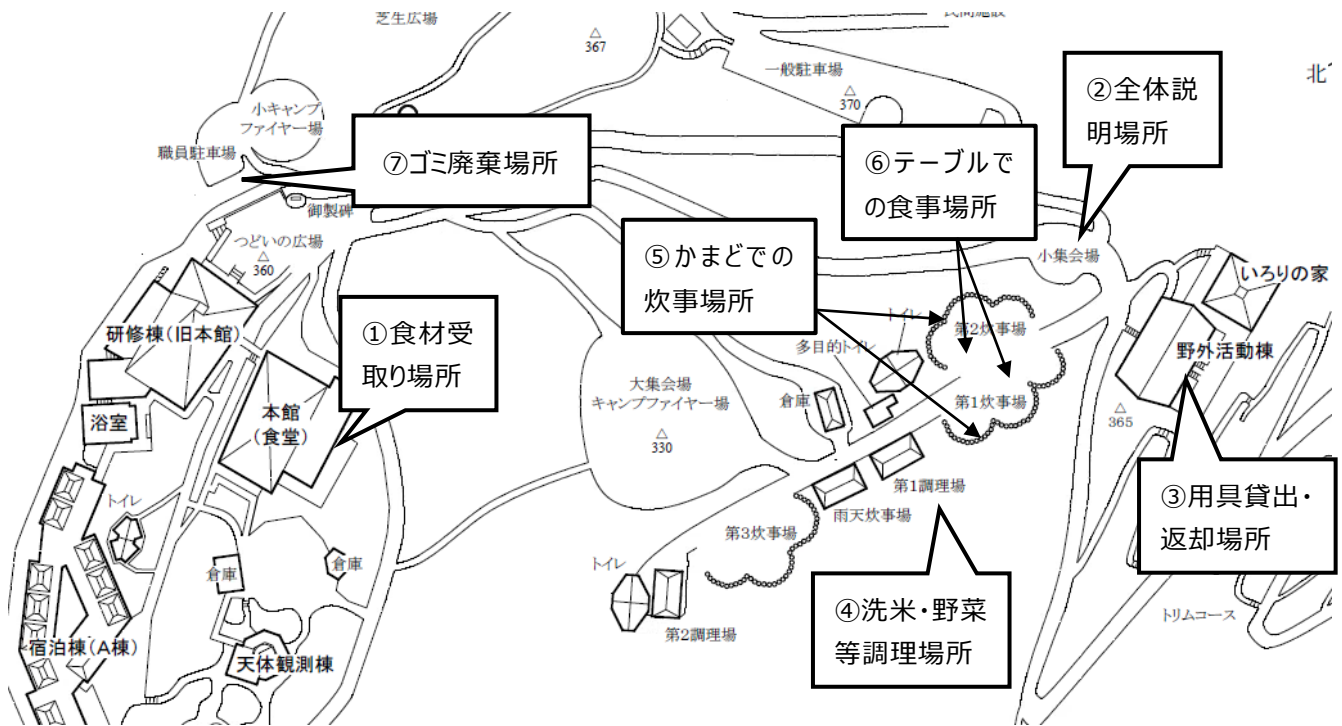 芝生広場
△
367
一般駐車場
△
370
北
②全体説
明場所
小キャンプ
ファイヤー場
職員駐車場
⑦ゴミ廃棄場所
⑥テーブルで
の食事場所
御製碑
つどいの広場
△
360
⑤かまどでの
炊事場所
小集会場
いろりの家
研修棟(旧本館)
①食材受
取り場所
トイレ
第2炊事場
多目的トイレ
野外活動棟
大集会場
キャンプファイヤー場
△
330
倉庫
第1炊事場
△
365
本館
(食堂)
浴室
③用具貸出・
返却場所
第1調理場
雨天炊事場
トイレ
第3炊事場
倉庫
倉庫
トイレ
④洗米・野菜
等調理場所
第2調理場
トリムコース
宿泊棟(A棟)
天体観測棟